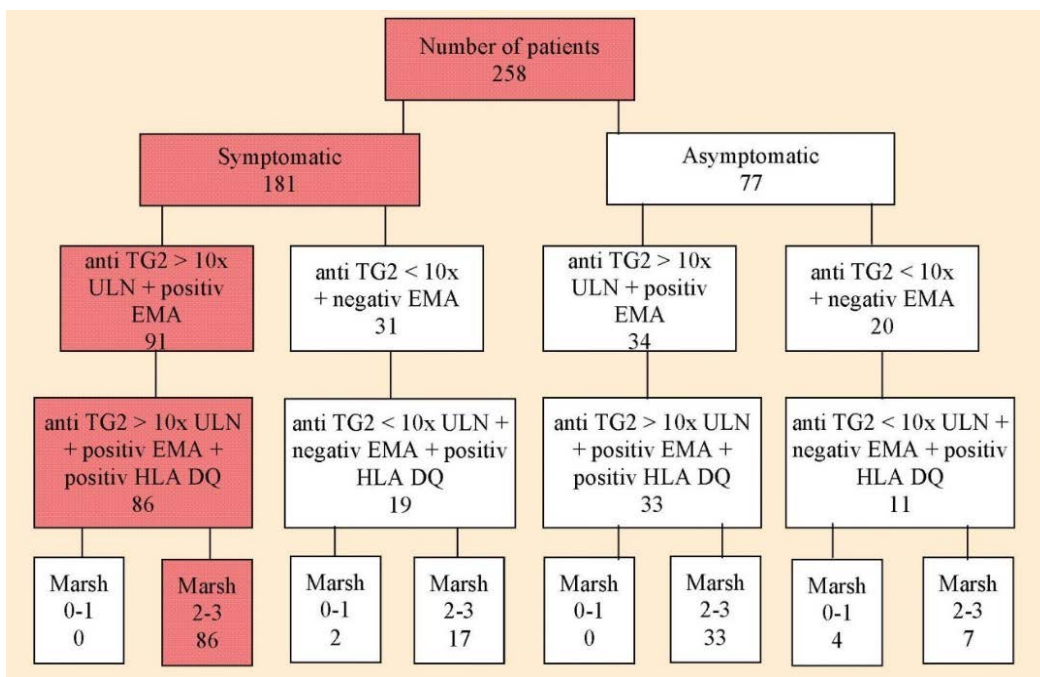 Number of patients
258
Symptomatic
181
Asymptomatic
77
anti TG2 > 10x
ULN + positiv
EMA
91
anti TG2 < 10x
+ negativ EMA
31
anti TG2 > 10x
ULN + positiv
EMA
34
anti TG2 < 10x
+ negativ EMA
20
anti TG2 > 10x ULN
+ positiv EMA +
positiv HLA DQ
86
anti TG2 < 10x ULN +
negativ EMA + positiv
HLA DQ
19
anti TG2 > 10x ULN
+ positiv EMA +
positiv HLA DQ
33
anti TG2 < 10x ULN +
negativ EMA + positiv
HLA DQ
11
Marsh
0-1
0
Marsh
2-3
86
Marsh
0-1
2
Marsh
2-3
17
Marsh
0-1
0
Marsh
2-3
33
Marsh
0-1
4
Marsh
2-3
7